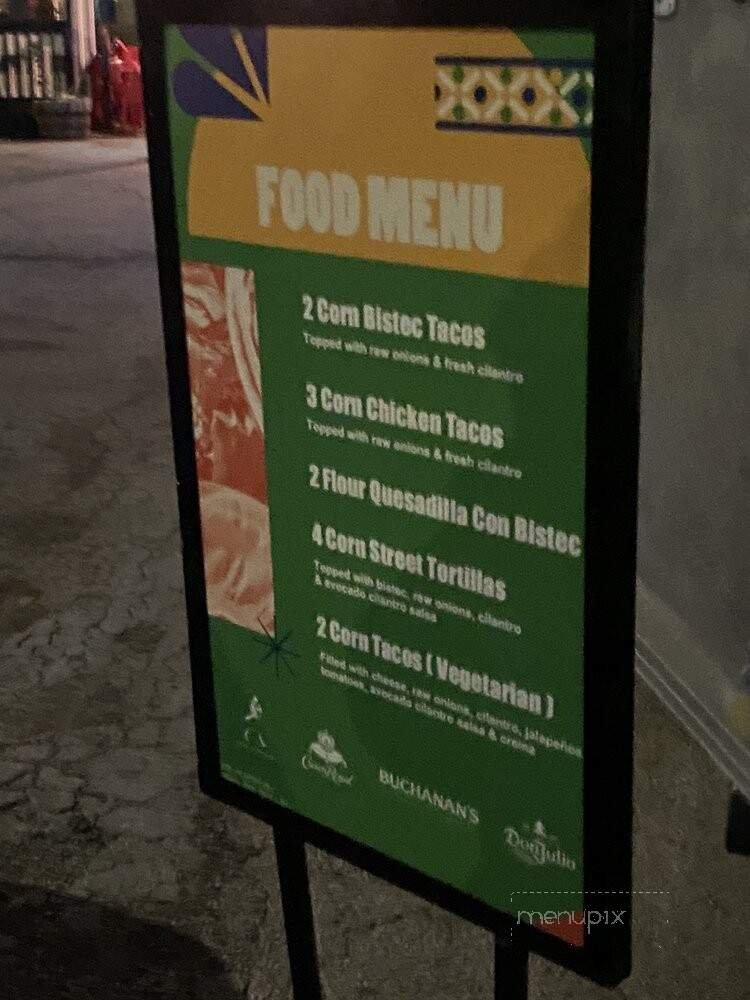 FOOD MENU
2 Corn Bistec Tacos
Topped with raw onions & fresh cilantro
3 Corn Chicken Tacos
Topped with raw onions & fresh cilantro
2 Flour Quesadilla Con Bistec
4 Corn Street Tortillas
Topped with bistec, raw onions, cilantro
& avocado cilantro salsa
2 Corn Tacos ( Vegetarian )
Filled with cheese, raw onions, cilantro, jalapeños
tomatoes, avocado cilantro salsa & crema
Crown Royal
BUCHANAN'S
Don Julio
menupix